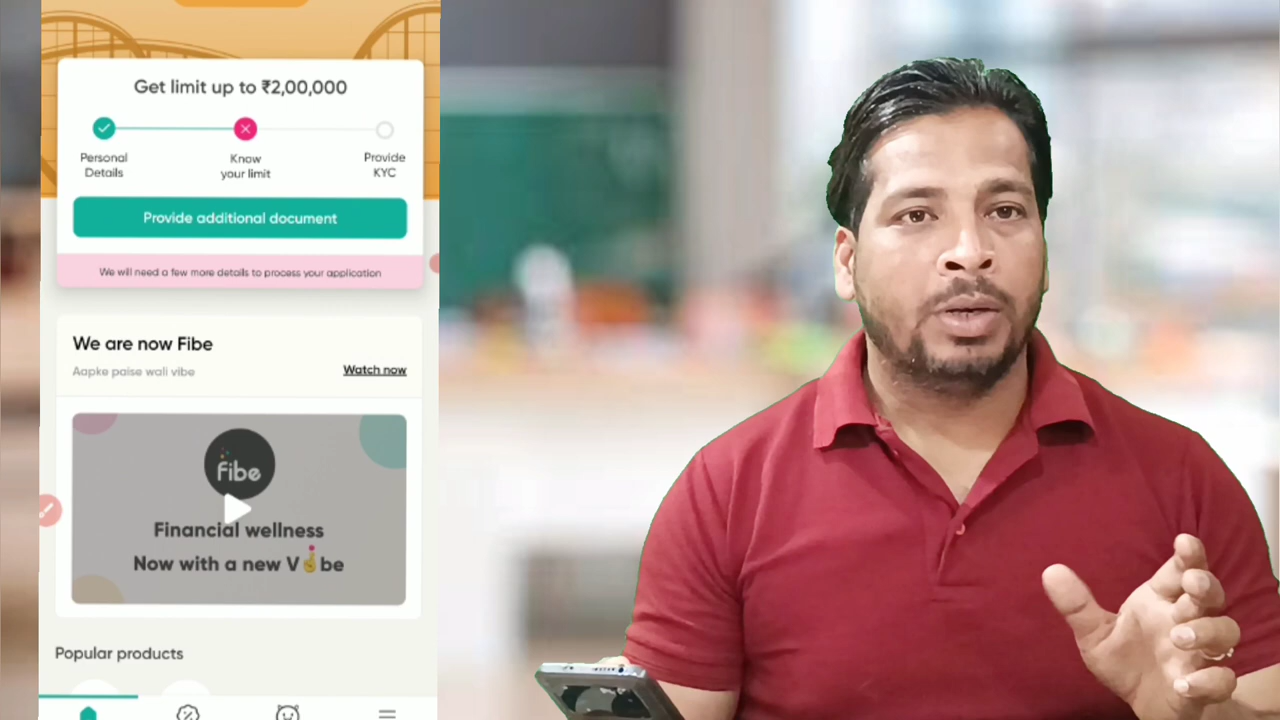 Get limit up to ₹2,00,000
Personal
Details
Know
your limit
Provide
KYC
Provide additional document
We will need a few more details to process your application
We are now Fibe
Aapke paise wali vibe
Watch now
fibe
Financial wellness
Now with a new V be
Popular products